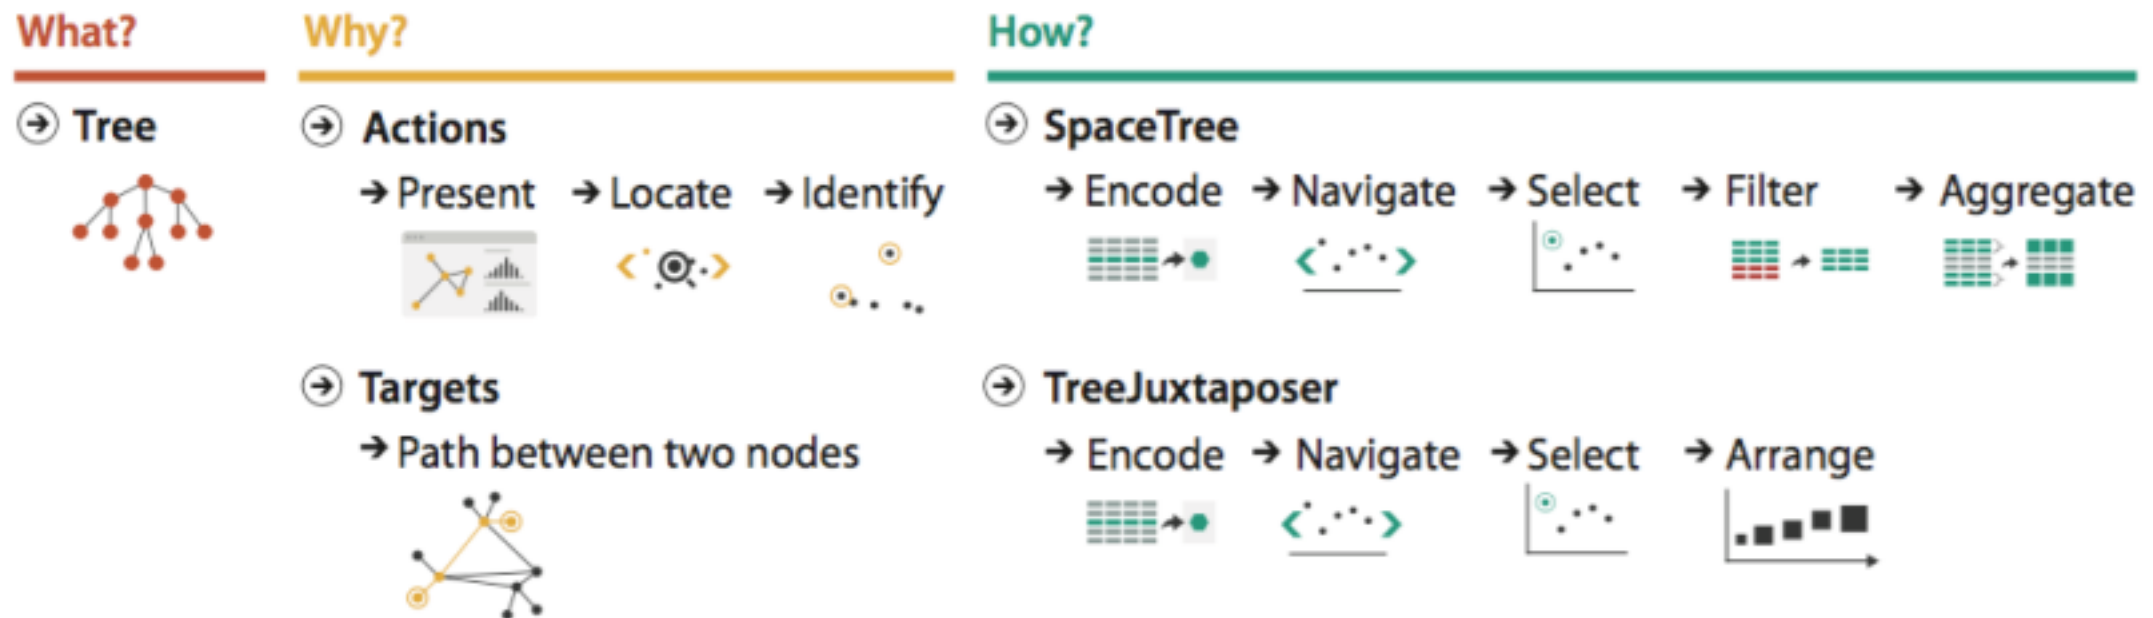 What?
Why?
How?
Tree
Actions
Present
Locate
Identify
Targets
Path between two nodes
SpaceTree
Encode
Navigate
Select
Filter
Aggregate
TreeJuxtaposer
Encode
Navigate
Select
Arrange